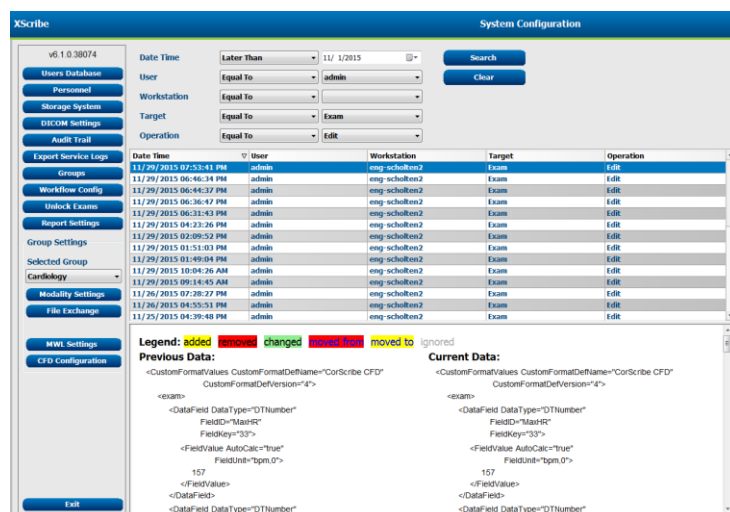 XScribe System Configuration
v6.1.0.38074
Users Database
Personnel
Storage System
DICOM Settings
Audit Trail
Export Service Logs
Groups
Workflow Config
Unlock Exams
Report Settings
Group Settings
Selected Group
Cardiology
Modality Settings
File Exchange
MWL Settings
CFD Configuration
Exit
Date Time Later Than 11/ 1/2015 Search
User Equal To admin Clear
Workstation Equal To
Target Equal To Exam
Operation Equal To Edit
Date Time User Workstation Target Operation
11/29/2015 07:53:41 PM admin eng-scholten2 Exam Edit
11/29/2015 06:46:34 PM admin eng-scholten2 Exam Edit
11/29/2015 06:44:37 PM admin eng-scholten2 Exam Edit
11/29/2015 06:36:47 PM admin eng-scholten2 Exam Edit
11/29/2015 06:31:43 PM admin eng-scholten2 Exam Edit
11/29/2015 04:23:26 PM admin eng-scholten2 Exam Edit
11/29/2015 02:09:52 PM admin eng-scholten2 Exam Edit
11/29/2015 01:51:03 PM admin eng-scholten2 Exam Edit
11/29/2015 01:49:04 PM admin eng-scholten2 Exam Edit
11/29/2015 10:04:26 AM admin eng-scholten2 Exam Edit
11/29/2015 09:14:45 AM admin eng-scholten2 Exam Edit
11/26/2015 07:28:27 PM admin eng-scholten2 Exam Edit
11/26/2015 04:55:51 PM admin eng-scholten2 Exam Edit
11/25/2015 04:39:48 PM admin eng-scholten2 Exam Edit
Legend: added removed changed moved from moved to ignored
Previous Data:
<CustomFormatValues CustomFormatDefName="CorScribe CFD"
CustomFormatDefVersion="4">
<exam>
<DataField DataType="DTNumber"
FieldID="MaxHR"
FieldKey="33">
<FieldValue AutoCalc="true"
FieldUnit="bpm,0">
157
</FieldValue>
</DataField>
<DataField DataType="DTNumber"
Current Data:
<CustomFormatValues CustomFormatDefName="CorScribe CFD"
CustomFormatDefVersion="4">
<exam>
<DataField DataType="DTNumber"
FieldID="MaxHR"
FieldKey="33">
<FieldValue AutoCalc="true"
FieldUnit="bpm,0">
157
</FieldValue>
</DataField>
<DataField DataType="DTNumber"